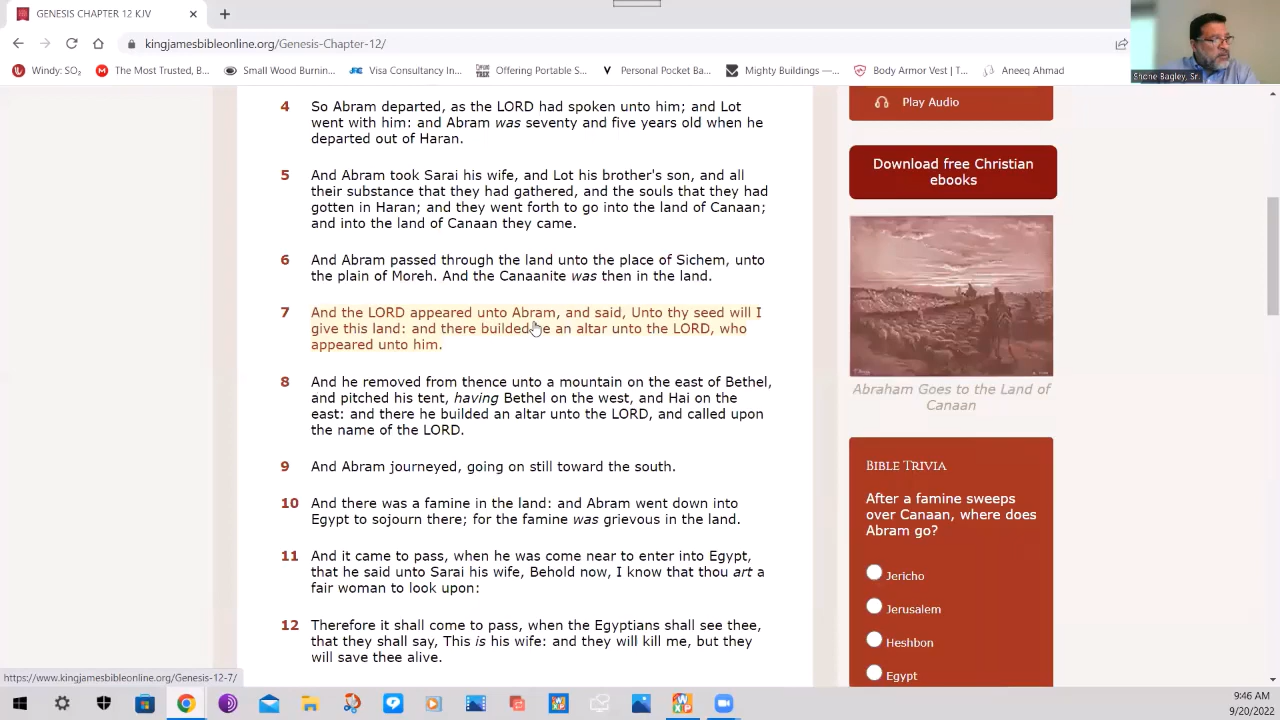 GENESIS CHAPTER 12 KJV
kingjamesbibleonline.org/Genesis-Chapter-12/
Windy: SO₂
The Most Trusted, B...
Small Wood Burnin...
Visa Consultancy In...
Offering Portable S...
Personal Pocket Ba...
Mighty Buildings —...
Body Armor Vest | T...
Aneeq Ahmad
Shone Bagley, Sr.
4 So Abram departed, as the LORD had spoken unto him; and Lot
went with him: and Abram was seventy and five years old when he
departed out of Haran.
5 And Abram took Sarai his wife, and Lot his brother's son, and all
their substance that they had gathered, and the souls that they had
gotten in Haran; and they went forth to go into the land of Canaan;
and into the land of Canaan they came.
6 And Abram passed through the land unto the place of Sichem, unto
the plain of Moreh. And the Canaanite was then in the land.
7 And the LORD appeared unto Abram, and said, Unto thy seed will I
give this land: and there builded he an altar unto the LORD, who
appeared unto him.
8 And he removed from thence unto a mountain on the east of Bethel,
and pitched his tent, having Bethel on the west, and Hai on the
east: and there he builded an altar unto the LORD, and called upon
the name of the LORD.
9 And Abram journeyed, going on still toward the south.
10 And there was a famine in the land: and Abram went down into
Egypt to sojourn there; for the famine was grievous in the land.
11 And it came to pass, when he was come near to enter into Egypt,
that he said unto Sarai his wife, Behold now, I know that thou art a
fair woman to look upon:
12 Therefore it shall come to pass, when the Egyptians shall see thee,
that they shall say, This is his wife: and they will kill me, but they
will save thee alive.
Play Audio
Download free Christian
ebooks
Abraham Goes to the Land of
Canaan
BIBLE TRIVIA
After a famine sweeps
over Canaan, where does
Abram go?
Jericho
Jerusalem
Heshbon
Egypt
https://www.kingjamesbibleonline.org/Genesis-12-7/
9:46 AM
9/20/2022